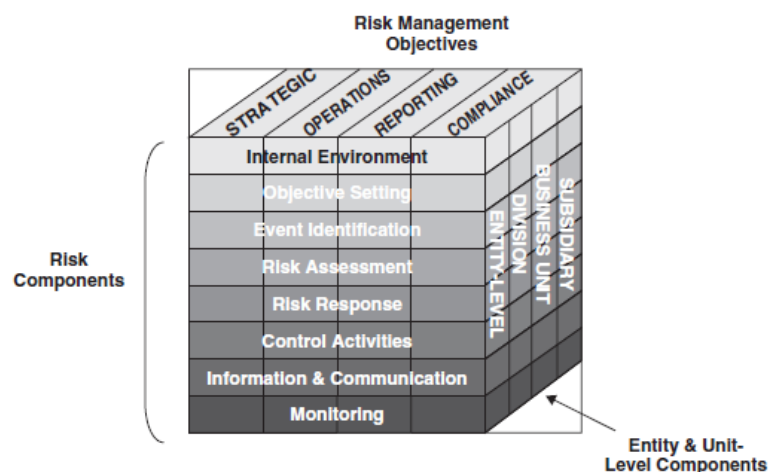 Risk Management
Objectives
STRATEGIC
OPERATIONS
REPORTING
COMPLIANCE
Internal Environment
Objective Setting
Event Identification
Risk Assessment
Risk Response
Control Activities
Information & Communication
Monitoring
ENTITY-LEVEL
DIVISION
BUSINESS UNIT
SUBSIDIARY
Risk
Components
Entity & Unit-
Level Components